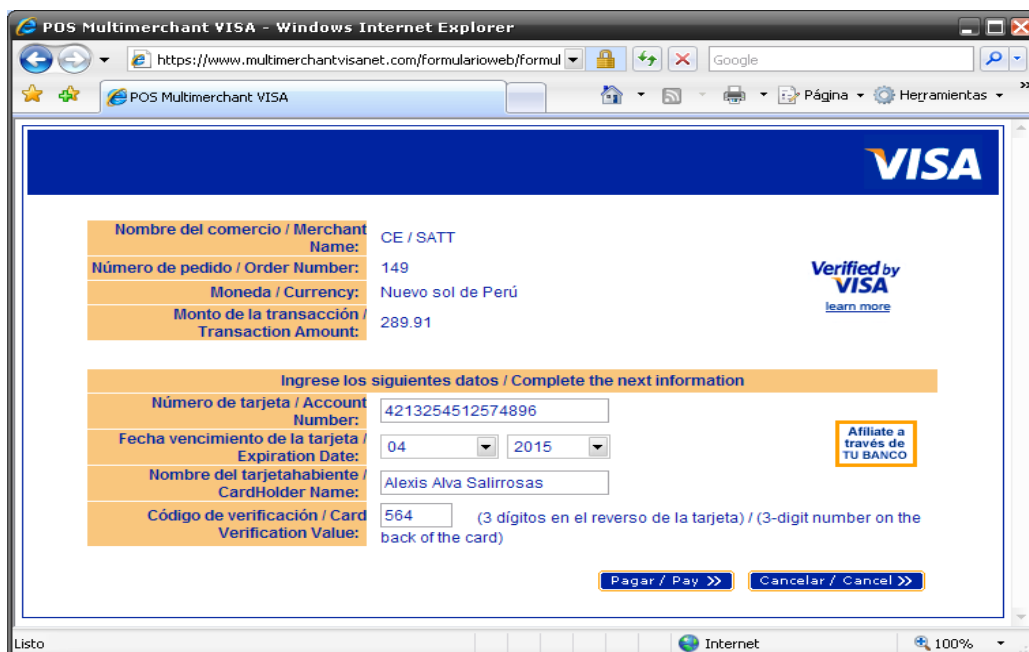 POS Multimerchant VISA - Windows Internet Explorer
https://www.multimerchantvisanet.com/formularioweb/formul
Google
POS Multimerchant VISA
Página
Herramientas
VISA
Nombre del comercio / Merchant
Name:
CE / SATT
Número de pedido / Order Number:
149
Moneda / Currency:
Nuevo sol de Perú
Monto de la transacción /
Transaction Amount:
289.91
Verified by
VISA
learn more
Ingrese los siguientes datos / Complete the next information
Número de tarjeta / Account
Number:
4213254512574896
Fecha vencimiento de la tarjeta /
Expiration Date:
04
2015
Nombre del tarjetahabiente /
CardHolder Name:
Alexis Alva Salirrosas
Código de verificación / Card
Verification Value:
564
(3 dígitos en el reverso de la tarjeta) / (3-digit number on the
back of the card)
Afiliate a
través de
TU BANCO
Pagar / Pay >>
Cancelar / Cancel >>
Listo
Internet
100%